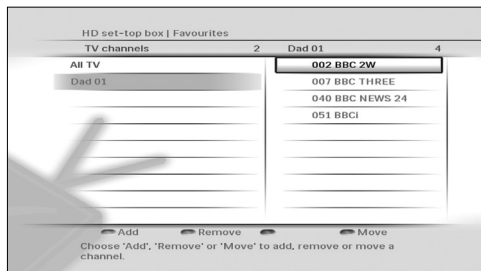 HD set-top box | Favourites
TV channels 2 Dad 01 4
All TV 002 BBC 2W
Dad 01 007 BBC THREE
040 BBC NEWS 24
051 BBCi
Add Remove Move
Choose 'Add', 'Remove' or 'Move' to add, remove or move a
channel.